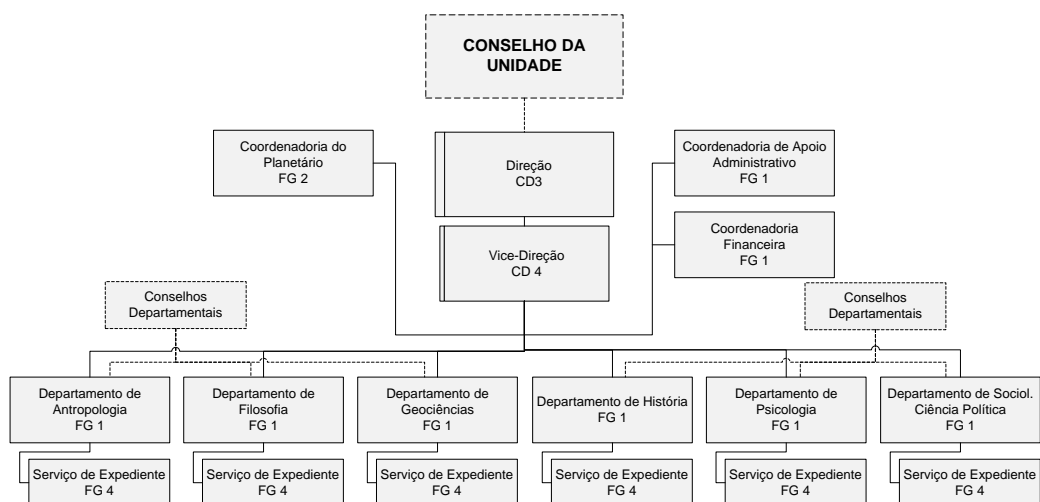 CONSELHO DA
UNIDADE
Coordenadoria do
Planetário
FG 2
Direção
CD3
Coordenadoria de Apoio
Administrativo
FG 1
Coordenadoria
Financeira
FG 1
Vice-Direção
CD 4
Conselhos
Departamentais
Conselhos
Departamentais
Departamento de
Antropologia
FG 1
Departamento de
Filosofia
FG 1
Departamento de
Geociências
FG 1
Departamento de História
FG 1
Departamento de
Psicologia
FG 1
Departamento de Sociol.
Ciência Política
FG 1
Serviço de Expediente
FG 4
Serviço de Expediente
FG 4
Serviço de Expediente
FG 4
Serviço de Expediente
FG 4
Serviço de Expediente
FG 4
Serviço de Expediente
FG 4